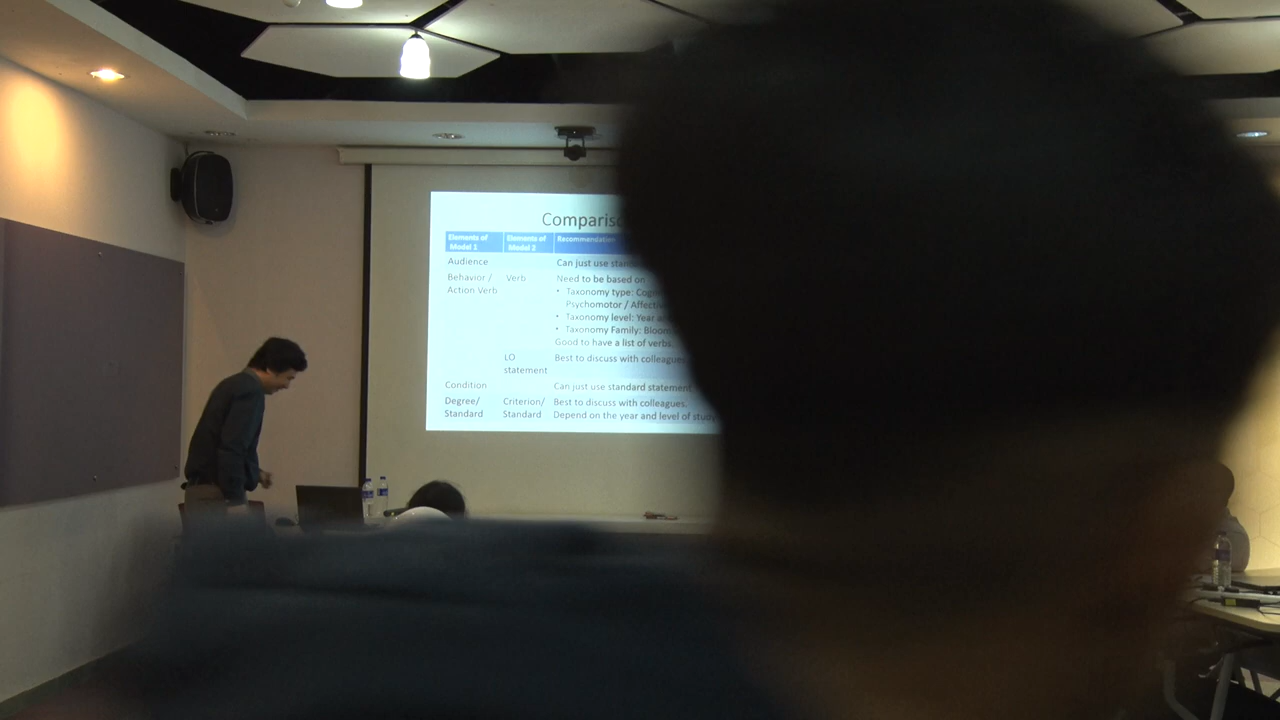 Comparis
Elements of Model 1 Elements of Model 2 Recommendation
Audience Can just use stand
Behavior / Action Verb Verb Need to be based on
• Taxonomy type: Cogni
Psychomotor / Affectiv
• Taxonomy level: Year a
• Taxonomy Family: Bloom
Good to have a list of verbs.
LO statement Best to discuss with colleagues.
Condition Can just use standard statement
Degree/ Standard Criterion/ Standard Best to discuss with colleagues.
Depend on the year and level of study